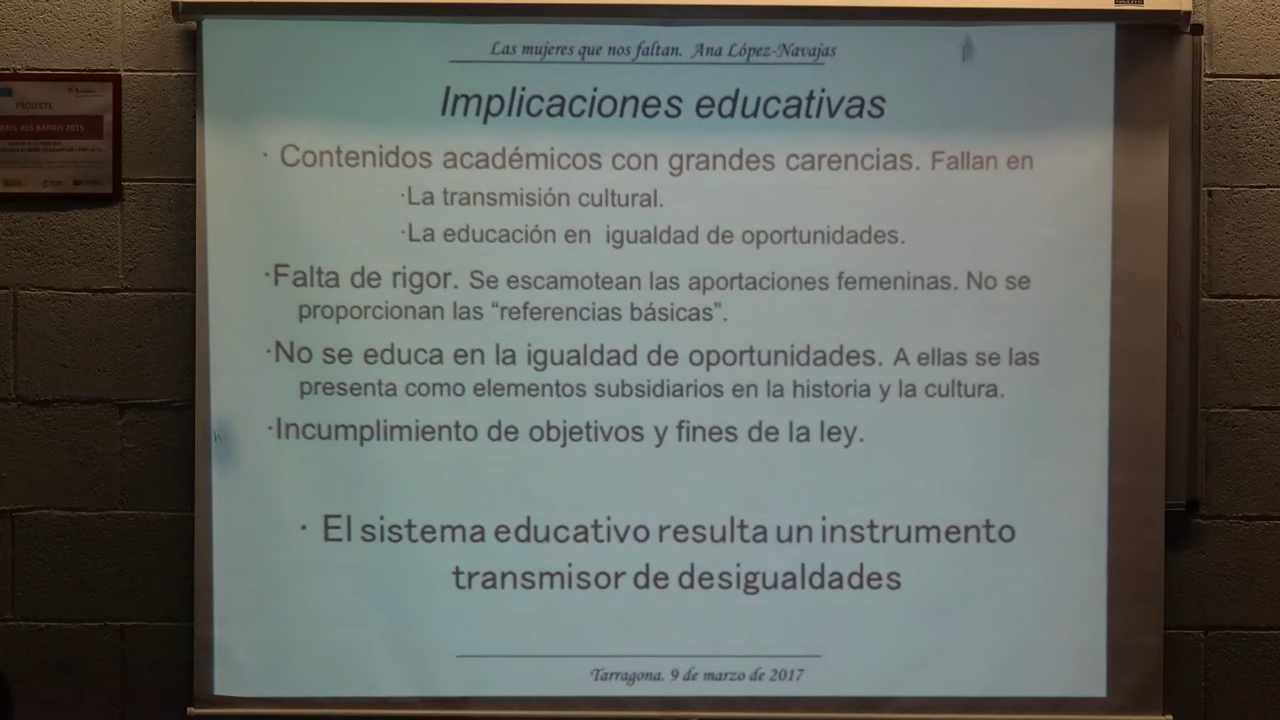 Las mujeres que nos faltan. Ana López-Navajas
Implicaciones educativas
· Contenidos académicos con grandes carencias. Fallan en
·La transmisión cultural.
·La educación en igualdad de oportunidades.
·Falta de rigor. Se escamotean las aportaciones femeninas. No se
proporcionan las “referencias básicas”.
·No se educa en la igualdad de oportunidades. A ellas se las
presenta como elementos subsidiarios en la historia y la cultura.
·Incumplimiento de objetivos y fines de la ley.
· El sistema educativo resulta un instrumento
transmisor de desigualdades
Tarragona. 9 de marzo de 2017
PROJECTE
ALS BARRIS 2015